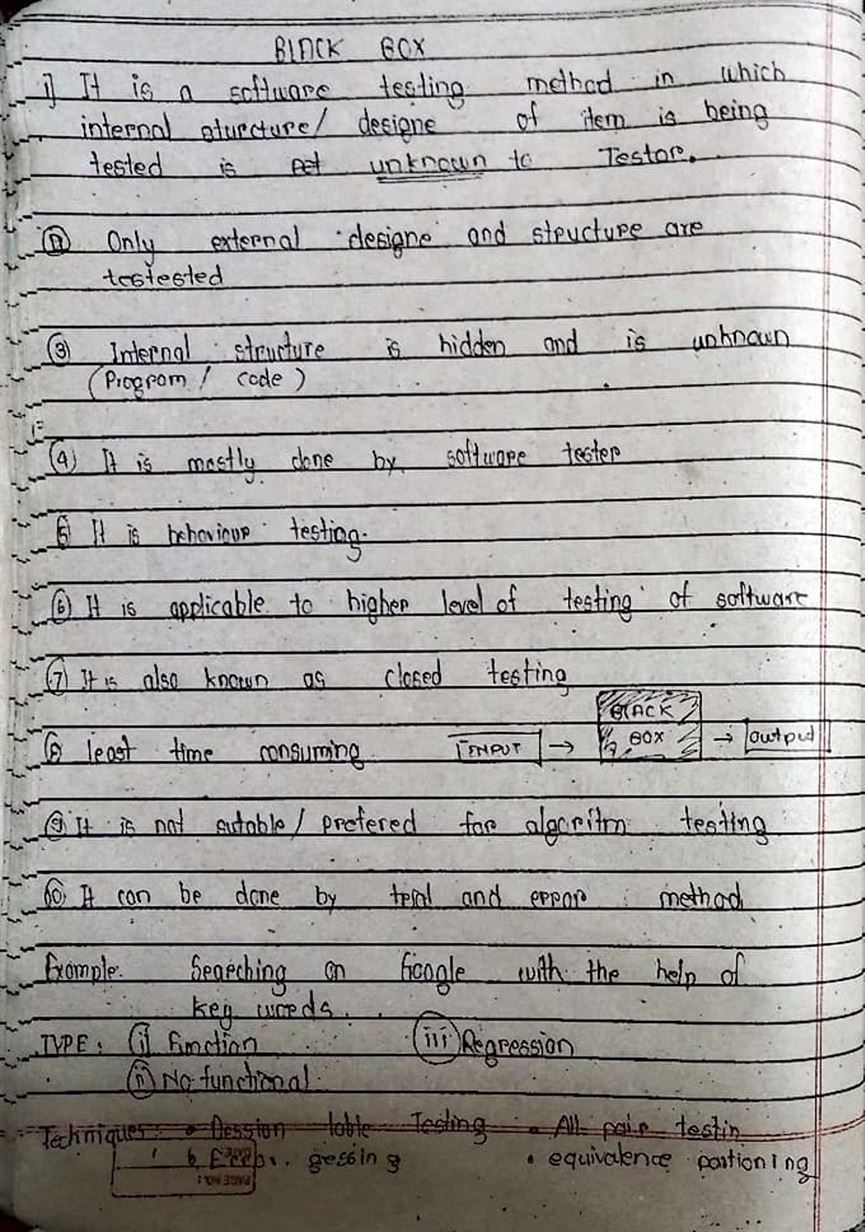 BLACK BOX
i] It is a software testing method in which
internal sturcture/ designe of item is being
tested is unknown to Testor.
(ii) Only external designe and structure are
testested
(3) Internal structure is hidden and is unknown
(Program / code)
(4) It is mostly done by software tester
(5) It is behaviour testing.
(6) It is applicable to higher level of testing of software
(7) It is also known as closed testing
(8) least time consuming INPUT → BLACK BOX → output
(9) It is not sutable/ prefered for algoritm testing
(10) It can be done by trial and error method
Example. Searching on Google with the help of
key words.
TYPE: (i) Function (iii) Regression
(ii) No functional.
Techniques: • Dession table Testing • All pair testin
• Error. gessing • equivalence partioning
PAGE NO.: